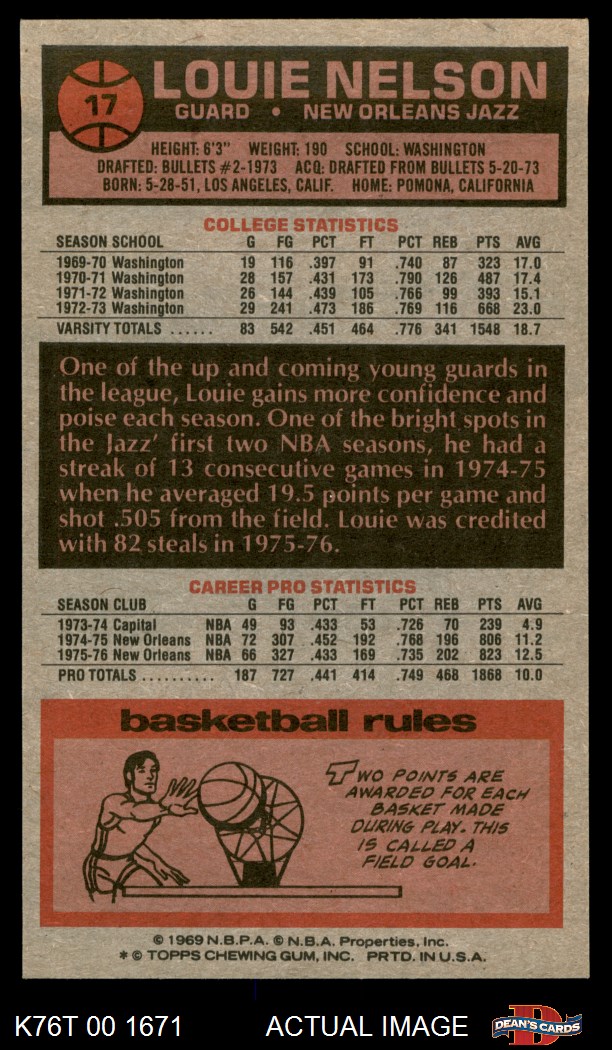 17
LOUIE NELSON
GUARD • NEW ORLEANS JAZZ
HEIGHT: 6'3" WEIGHT: 190 SCHOOL: WASHINGTON
DRAFTED: BULLETS #2-1973 • ACQ: DRAFTED FROM BULLETS 5-20-73
BORN: 5-28-51, LOS ANGELES, CALIF. HOME: POMONA, CALIFORNIA
COLLEGE STATISTICS
SEASON SCHOOL G FG PCT FT PCT REB PTS AVG
1969-70 Washington 19 116 .397 91 .740 87 323 17.0
1970-71 Washington 28 157 .431 173 .790 126 487 17.4
1971-72 Washington 26 144 .439 105 .766 99 393 15.1
1972-73 Washington 29 241 .473 186 .769 116 668 23.0
VARSITY TOTALS ...... 83 542 .451 464 .776 341 1548 18.7
One of the up and coming young guards in
the league, Louie gains more confidence and
poise each season. One of the bright spots in
the Jazz' first two NBA seasons, he had a
streak of 13 consecutive games in 1974-75
when he averaged 19.5 points per game and
shot .505 from the field. Louie was credited
with 82 steals in 1975-76.
CAREER PRO STATISTICS
SEASON CLUB G FG PCT FT PCT REB PTS AVG
1973-74 Capital NBA 49 93 .433 53 .726 70 239 4.9
1974-75 New Orleans NBA 72 307 .452 192 .768 196 806 11.2
1975-76 New Orleans NBA 66 327 .433 169 .735 202 823 12.5
PRO TOTALS .......... 187 727 .441 414 .749 468 1868 10.0
basketball rules
TWO POINTS ARE
AWARDED FOR EACH
BASKET MADE
DURING PLAY. THIS
IS CALLED A
FIELD GOAL.
© 1969 N.B.P.A. © N.B.A. Properties, Inc.
* © TOPPS CHEWING GUM, INC. PRTD. IN U.S.A.
K76T 00 1671 ACTUAL IMAGE
D
DEAN'S CARDS